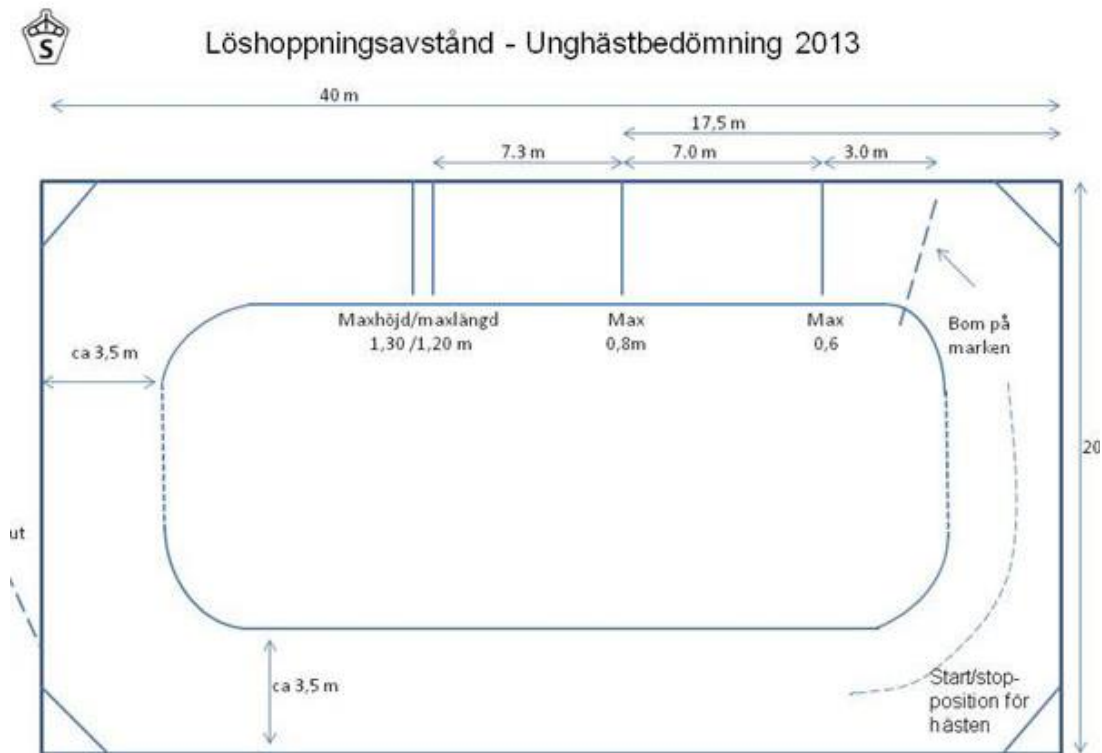 S
Löshoppningsavstånd - Unghästbedömning 2013
40 m
17,5 m
7.3 m
7.0 m
3.0 m
Maxhöjd/maxlängd
1,30 /1,20 m
Max
0,8m
Max
0,6
Bom på
marken
ca 3,5 m
20
ut
ca 3,5 m
Start/stop-
position för
hästen